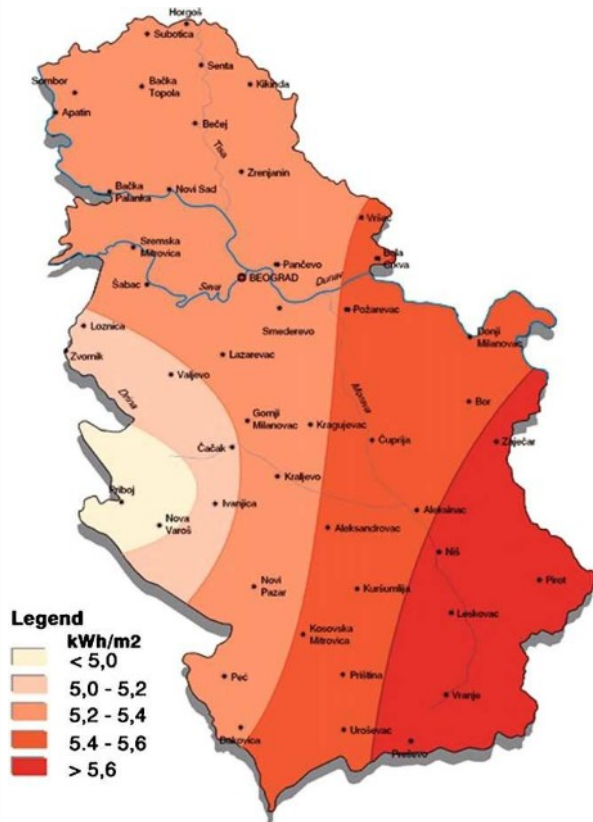 Horgoš
Subotica
Senta
Sombor
Bačka
Topola
Kikinda
Apatin
Bečej
Tisa
Zrenjanin
Bačka
Palanka
Novi Sad
Vršac
Sremska
Mitrovica
Bela
Crkva
Pančevo
BEOGRAD
Dunav
Šabac
Sava
Požarevac
Smederevo
Loznica
Donji
Milanovac
Zvornik
Lazarevac
Valjevo
Drina
Morava
Bor
Gornji
Milanovac
Kragujevac
Čuprija
Zaječar
Čačak
Kraljevo
Priboj
Ivanjica
Aleksinac
Nova
Varoš
Aleksandrovac
Niš
Novi
Pazar
Kuršumlija
Pirot
Leskovac
Kosovska
Mitrovica
Peć
Priština
Vranje
Đakovica
Uroševac
Preševo
Legend
kWh/m2
< 5,0
5,0 - 5,2
5,2 - 5,4
5.4 - 5,6
> 5,6